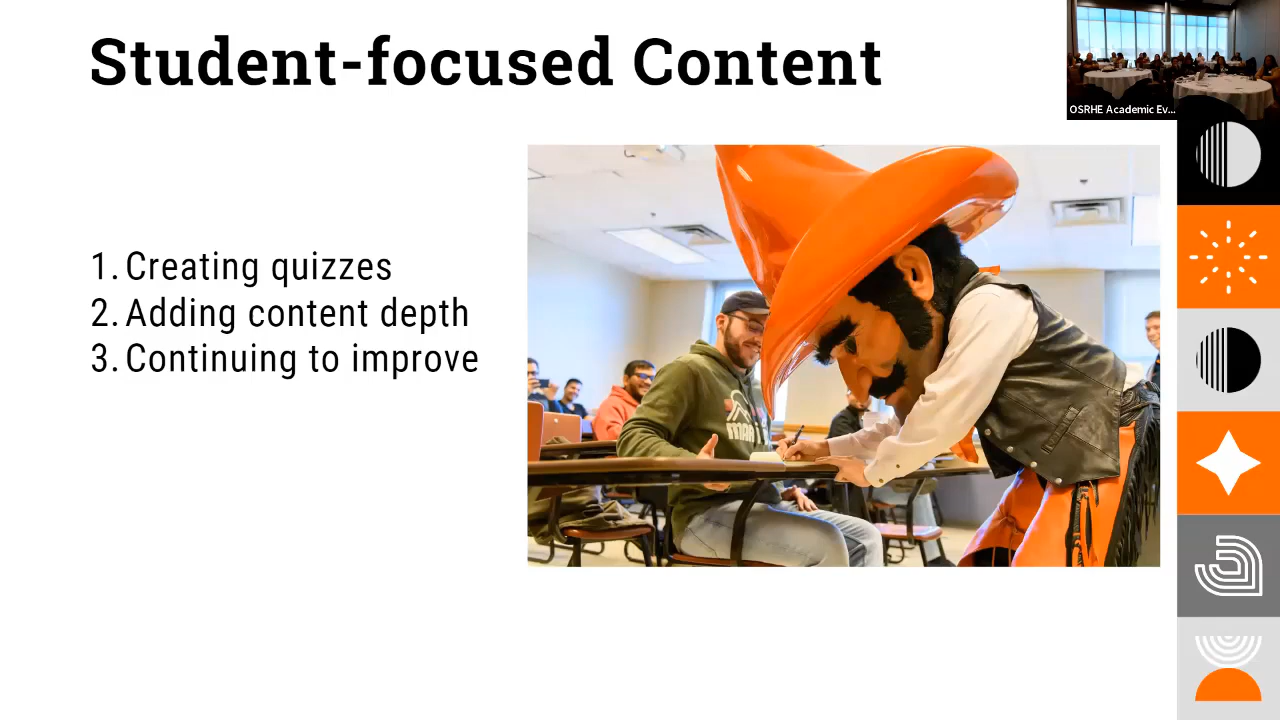 Student-focused Content
OSRHE Academic Ev...
1. Creating quizzes
2. Adding content depth
3. Continuing to improve